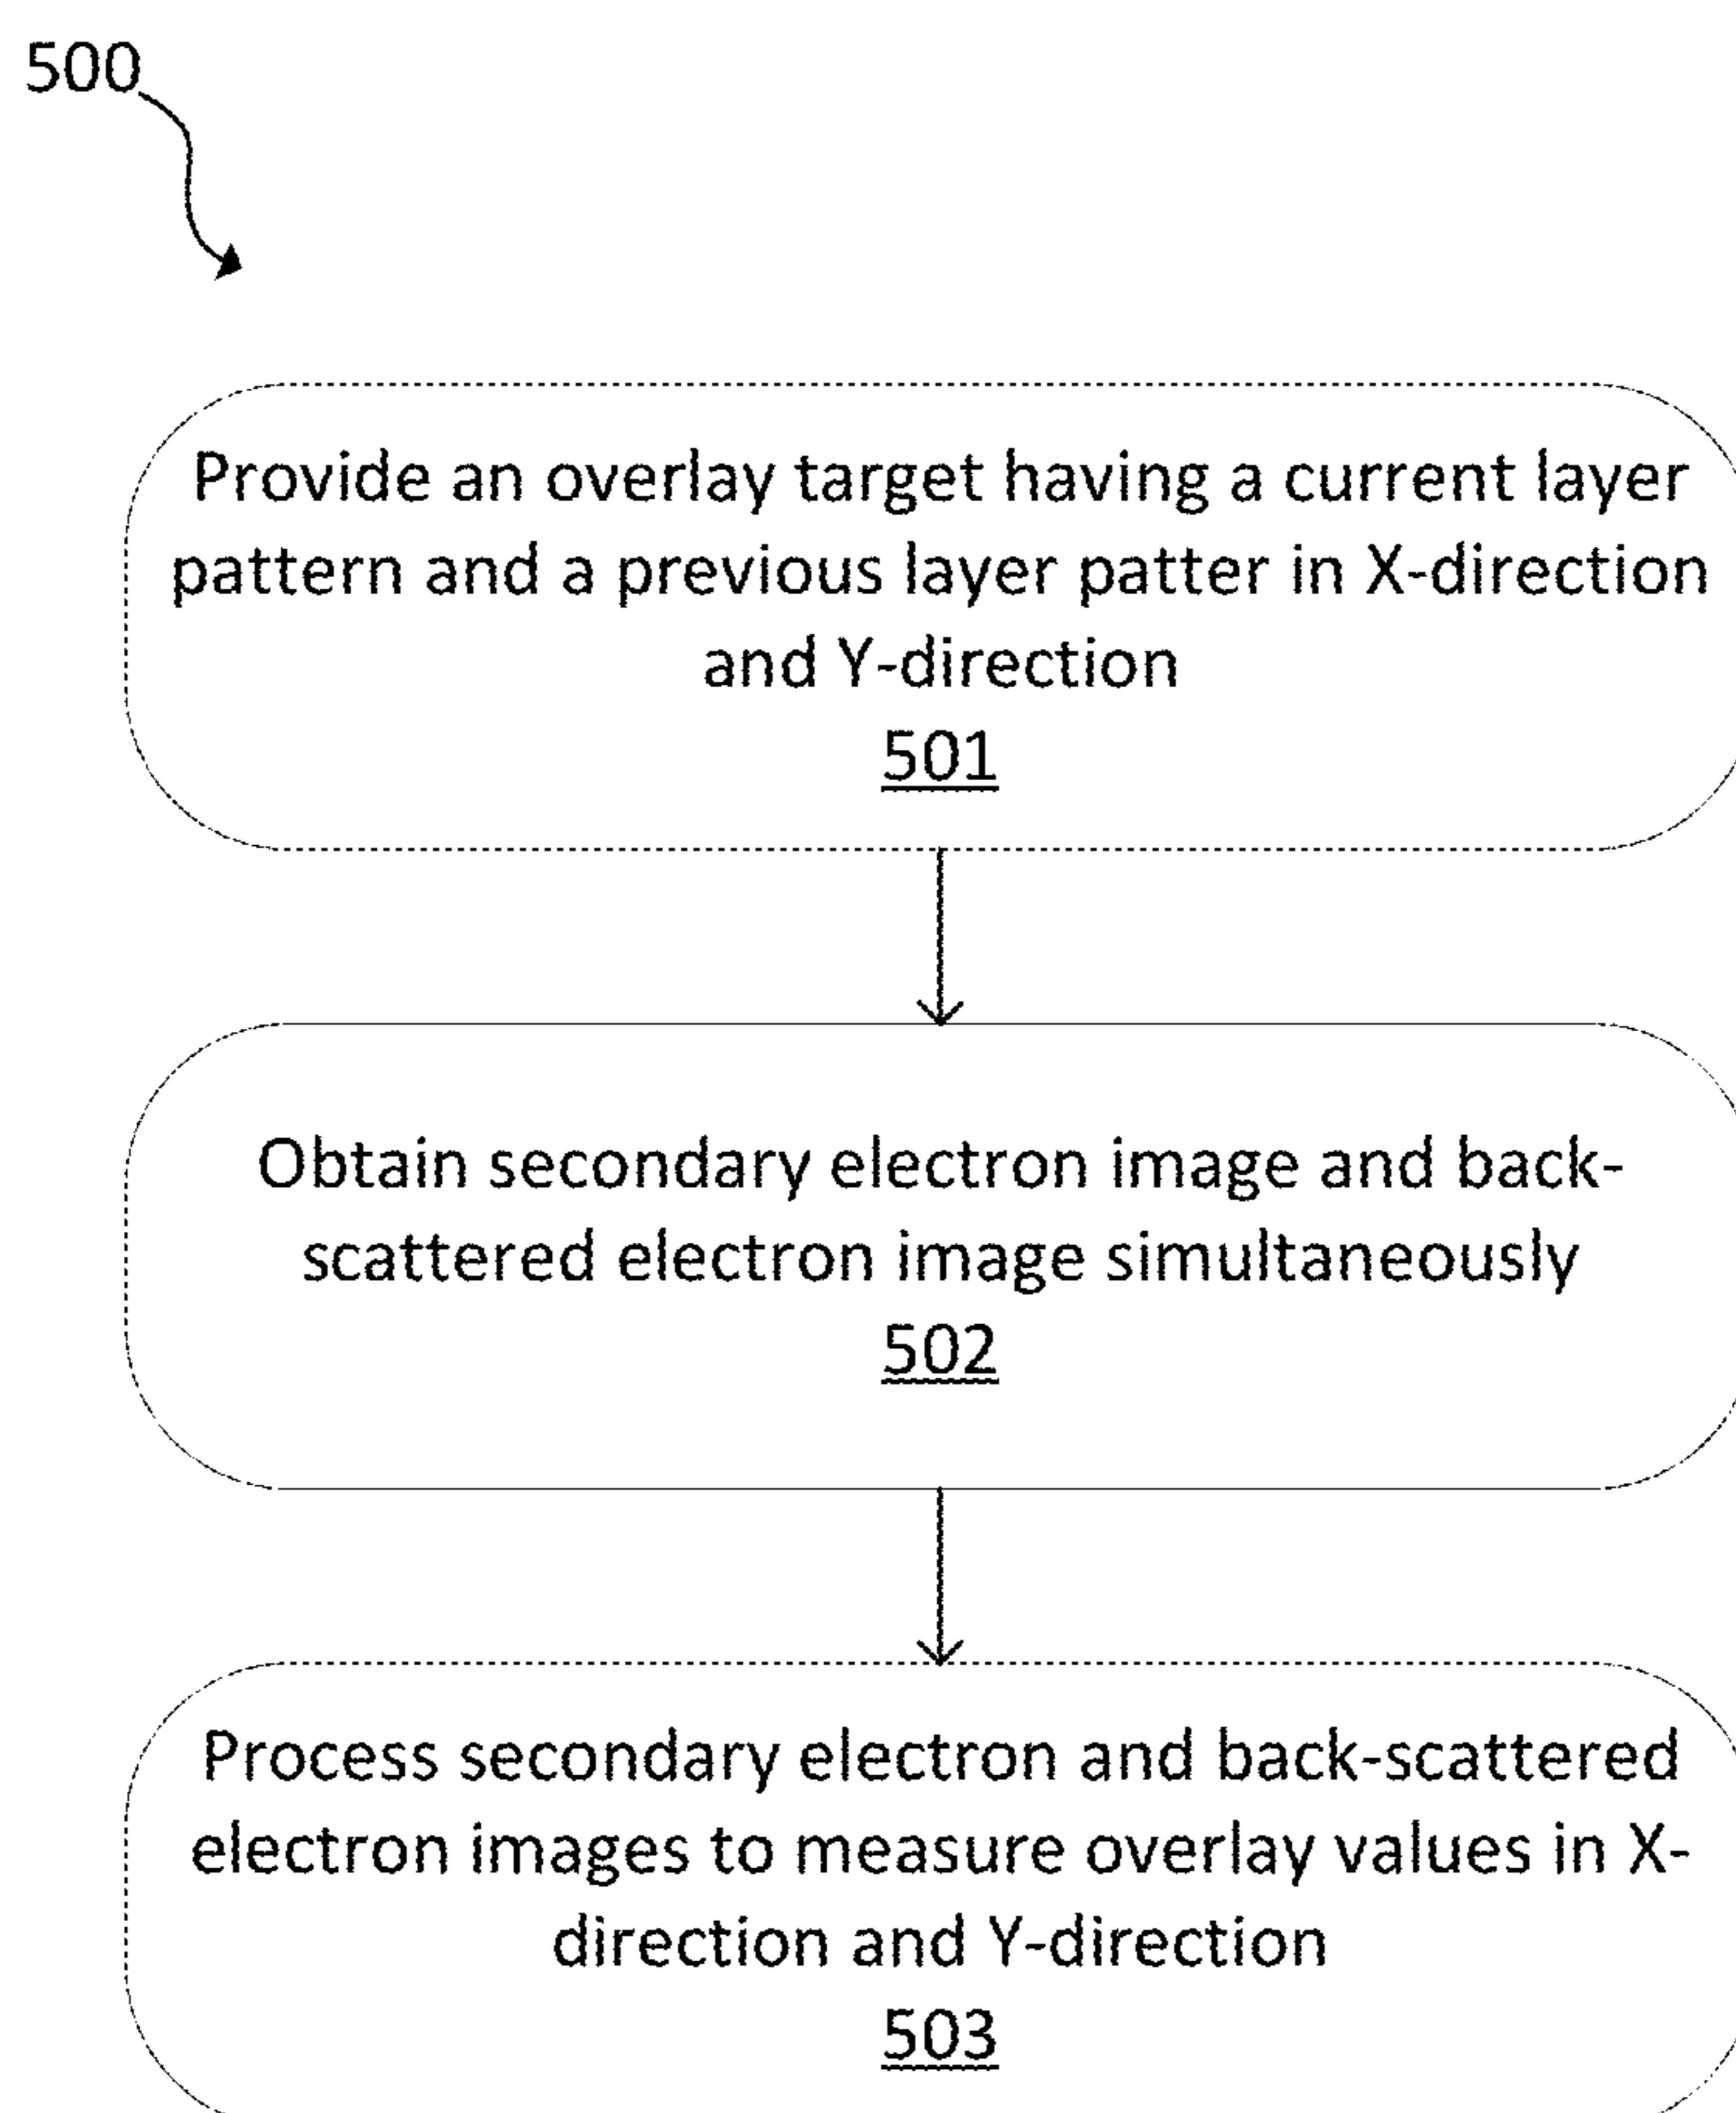 500
Provide an overlay target having a current layer
pattern and a previous layer patter in X-direction
and Y-direction
501
Obtain secondary electron image and back-
scattered electron image simultaneously
502
Process secondary electron and back-scattered
electron images to measure overlay values in X-
direction and Y-direction
503